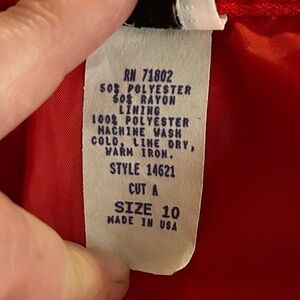 RN 71802
50% POLYESTER
50% RAYON
LINING
100% POLYESTER
MACHINE WASH
COLD, LINE DRY,
WARM IRON.
STYLE 14621
CUT A
SIZE 10
MADE IN USA